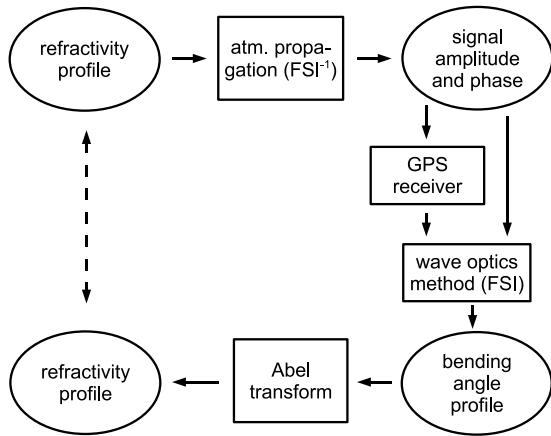 refractivity
profile
atm. propa-
gation (FSI⁻¹)
signal
amplitude
and phase
GPS
receiver
wave optics
method (FSI)
bending
angle
profile
Abel
transform
refractivity
profile